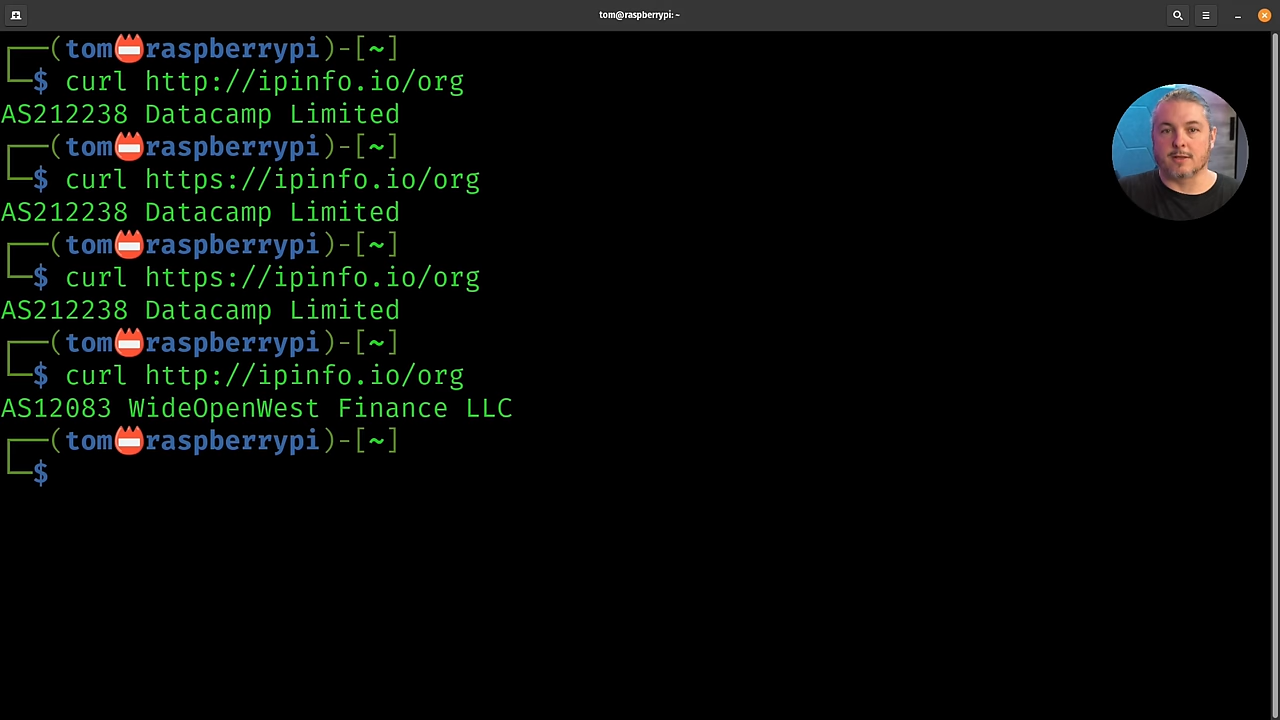 tom@raspberrypi: ~
┌──(tom📛raspberrypi)-[~]
└─$ curl http://ipinfo.io/org
AS212238 Datacamp Limited
┌──(tom📛raspberrypi)-[~]
└─$ curl https://ipinfo.io/org
AS212238 Datacamp Limited
┌──(tom📛raspberrypi)-[~]
└─$ curl https://ipinfo.io/org
AS212238 Datacamp Limited
┌──(tom📛raspberrypi)-[~]
└─$ curl http://ipinfo.io/org
AS12083 WideOpenWest Finance LLC
┌──(tom📛raspberrypi)-[~]
└─$